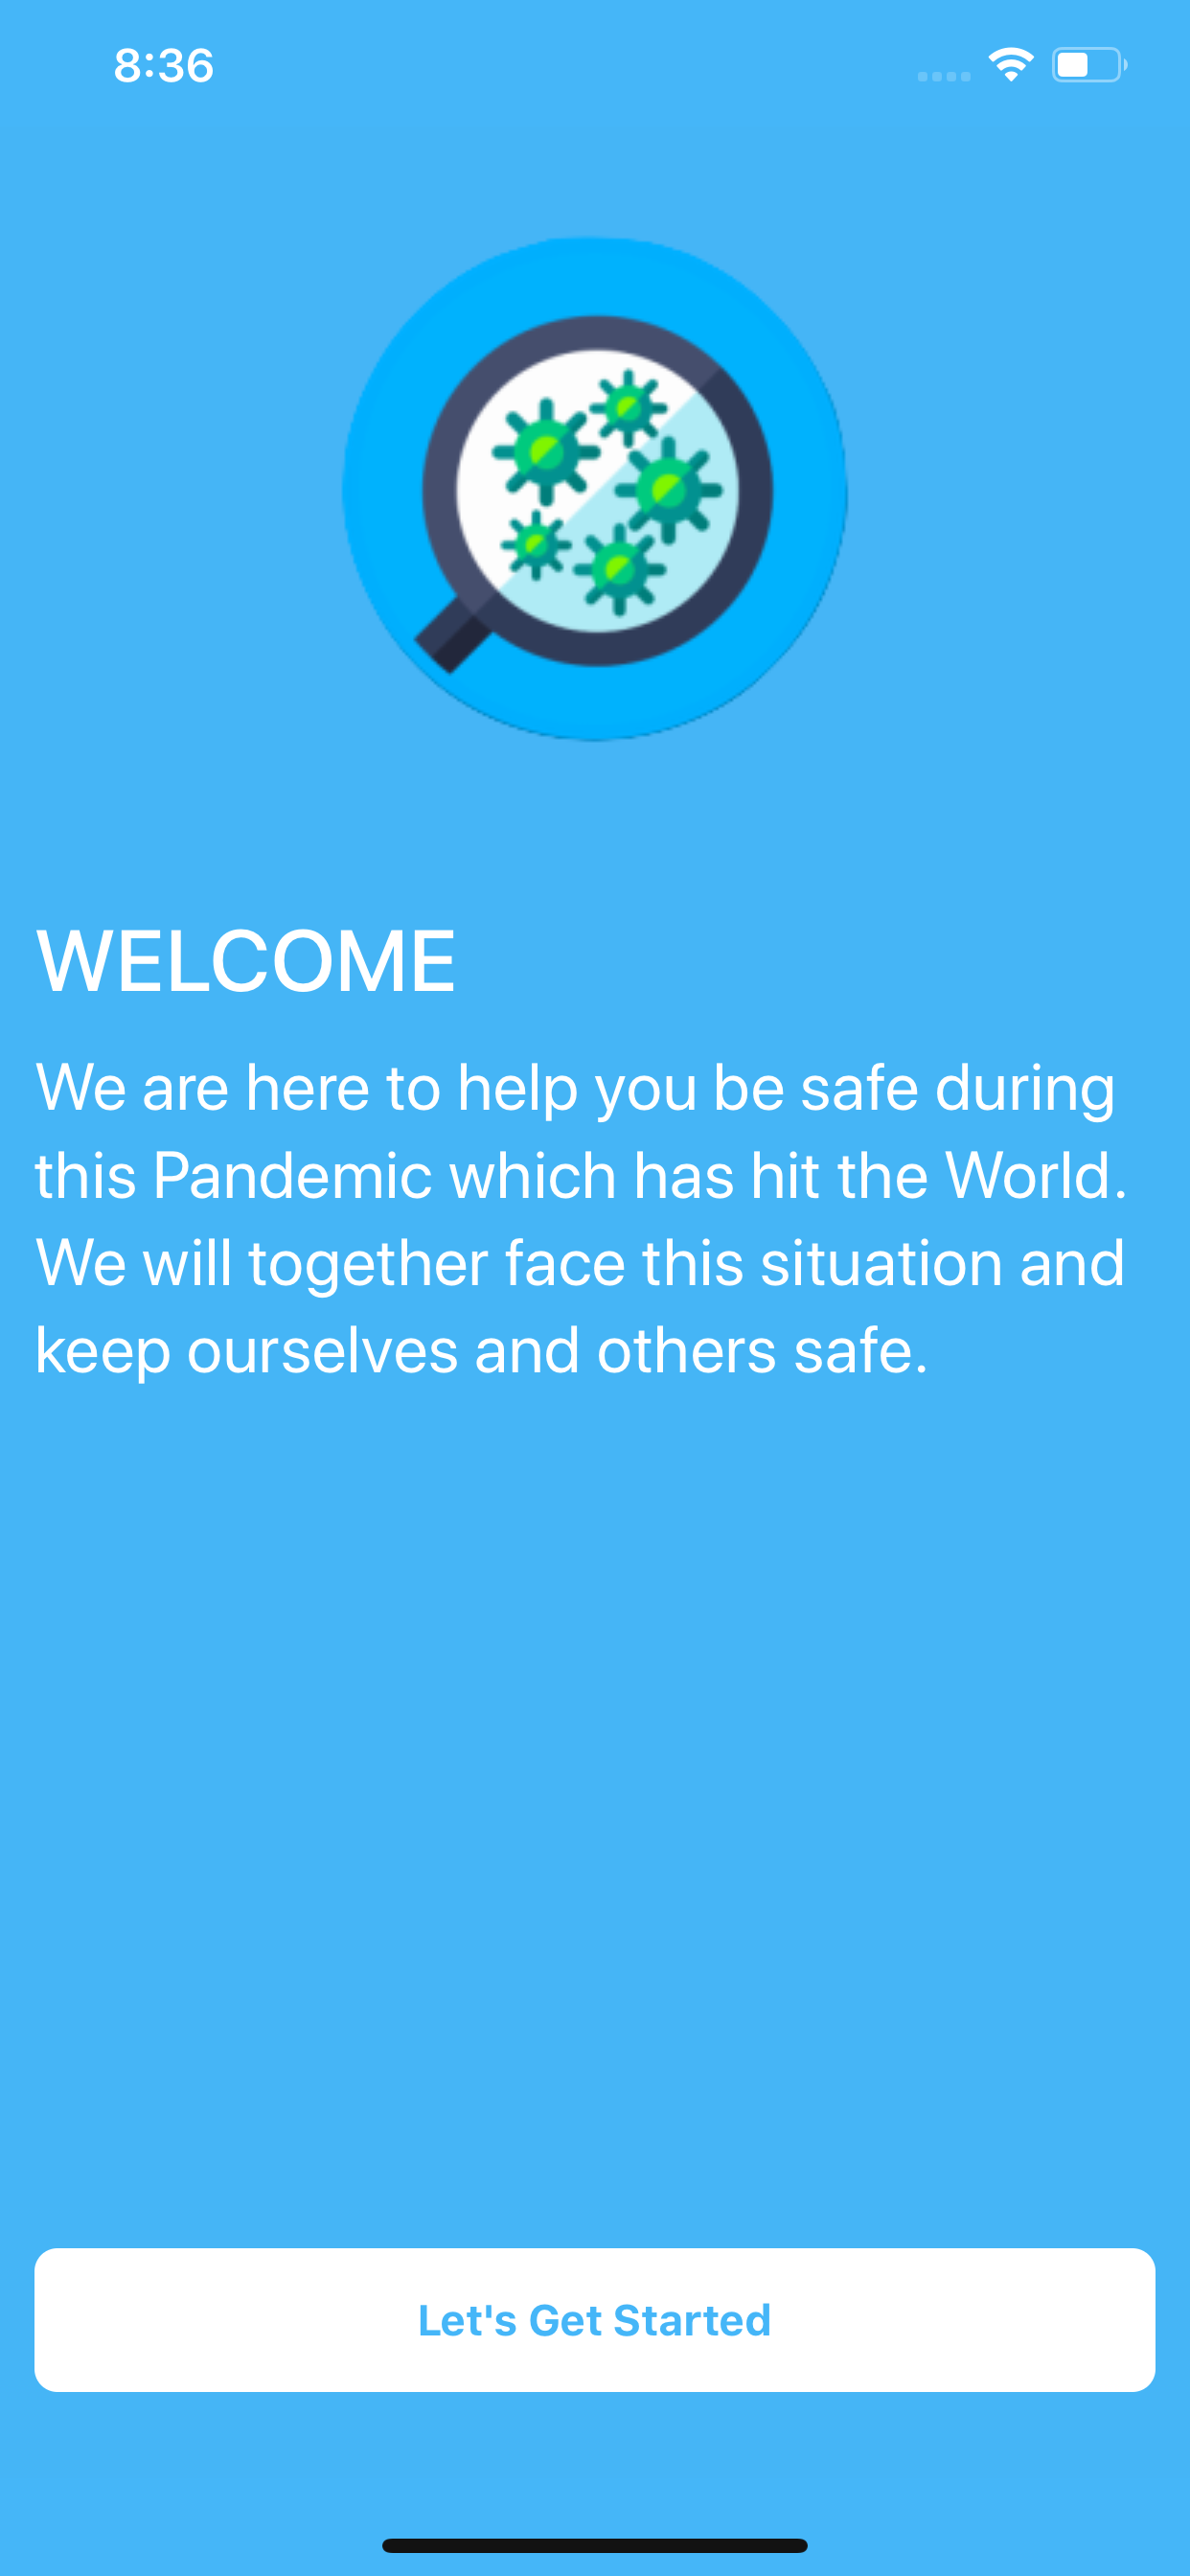 8:36
WELCOME
We are here to help you be safe during
this Pandemic which has hit the World.
We will together face this situation and
keep ourselves and others safe.
Let's Get Started